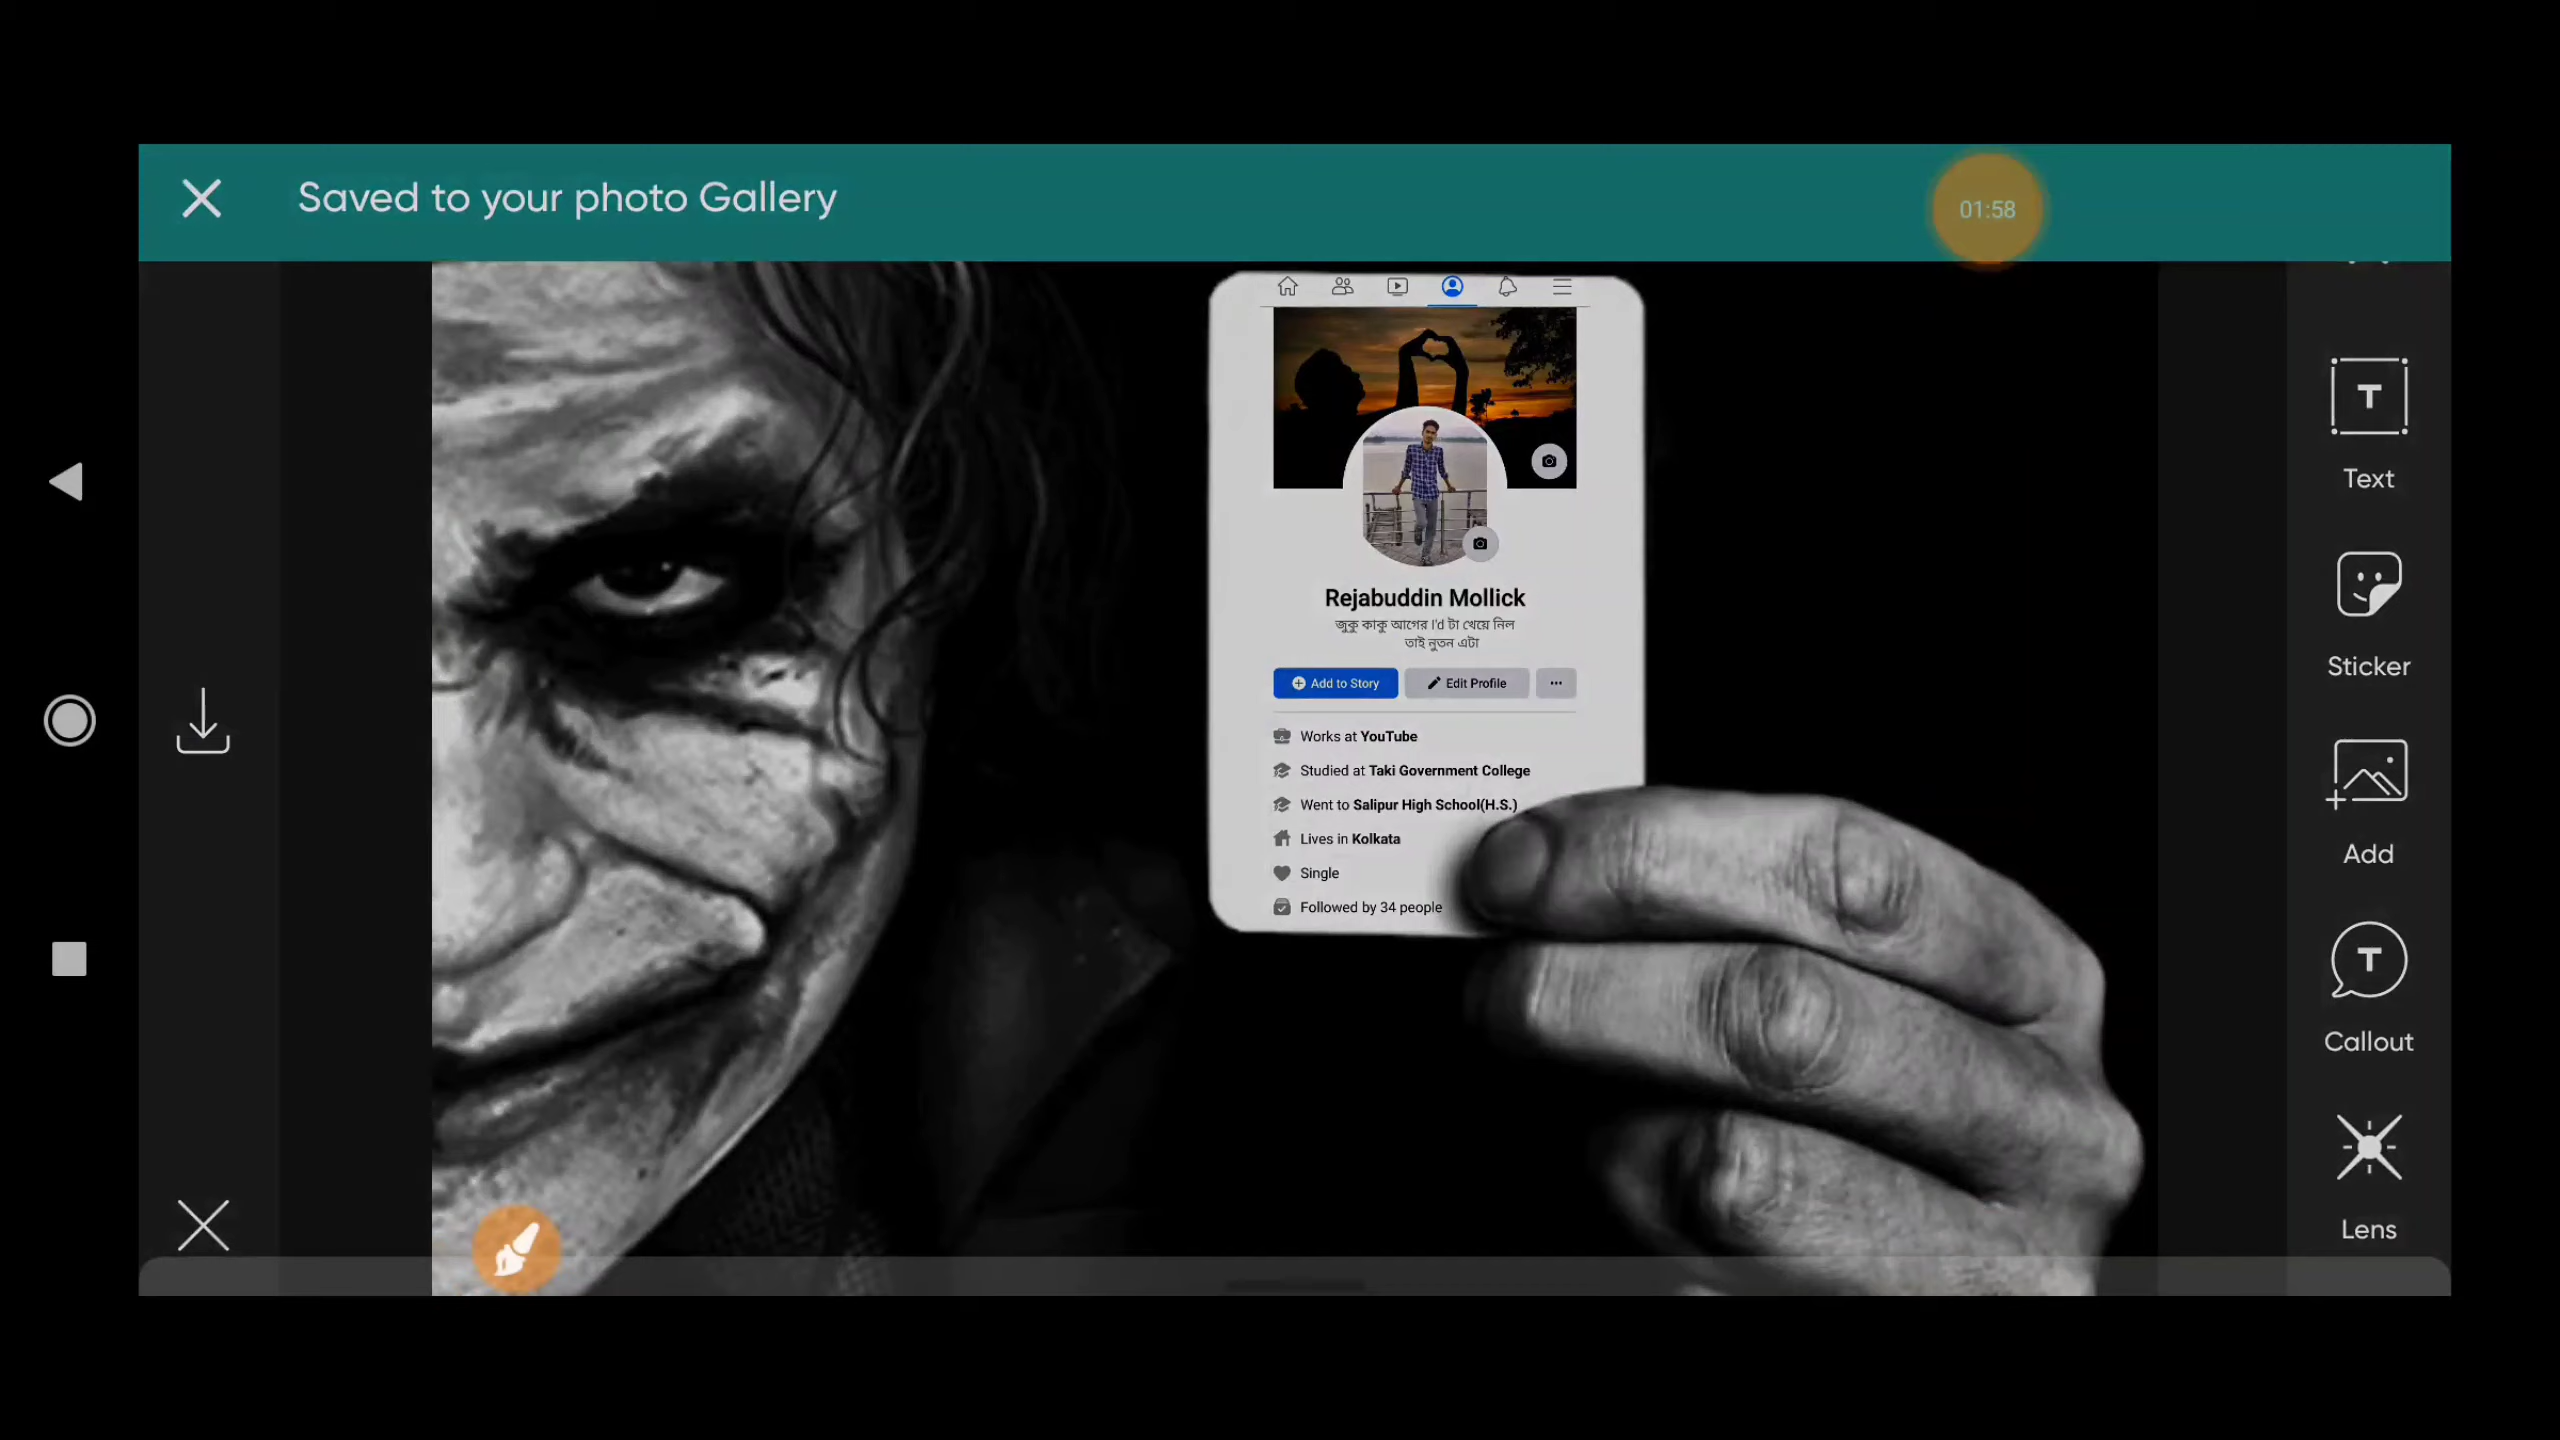 Saved to your photo Gallery
01:58
Rejabuddin Mollick
জুকু কাকু আগের I'd টা খেয়ে নিল
তাই নুতন এটা
Add to Story
Edit Profile
Works at YouTube
Studied at Taki Government College
Went to Salipur High School(H.S.)
Lives in Kolkata
Single
Followed by 34 people
T
Text
Sticker
Add
T
Callout
Lens